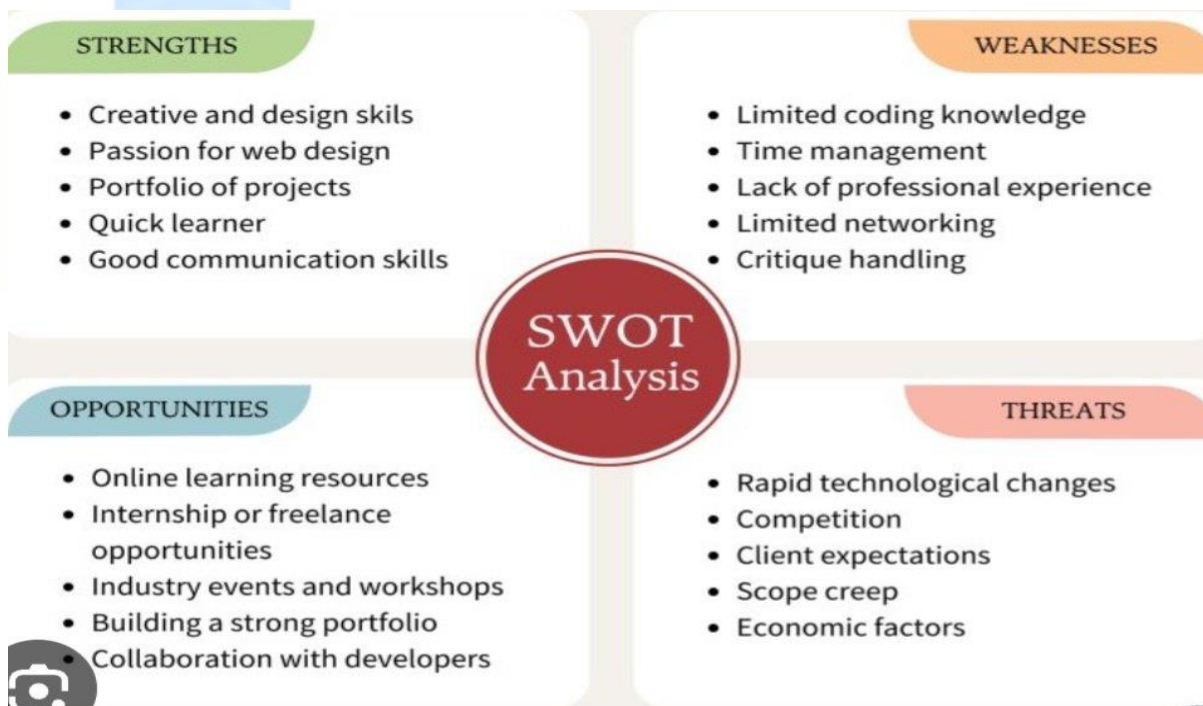 STRENGTHS
Creative and design skils
Passion for web design
Portfolio of projects
Quick learner
Good communication skills
WEAKNESSES
Limited coding knowledge
Time management
Lack of professional experience
Limited networking
Critique handling
SWOT
Analysis
OPPORTUNITIES
Online learning resources
Internship or freelance
opportunities
Industry events and workshops
Building a strong portfolio
Collaboration with developers
THREATS
Rapid technological changes
Competition
Client expectations
Scope creep
Economic factors